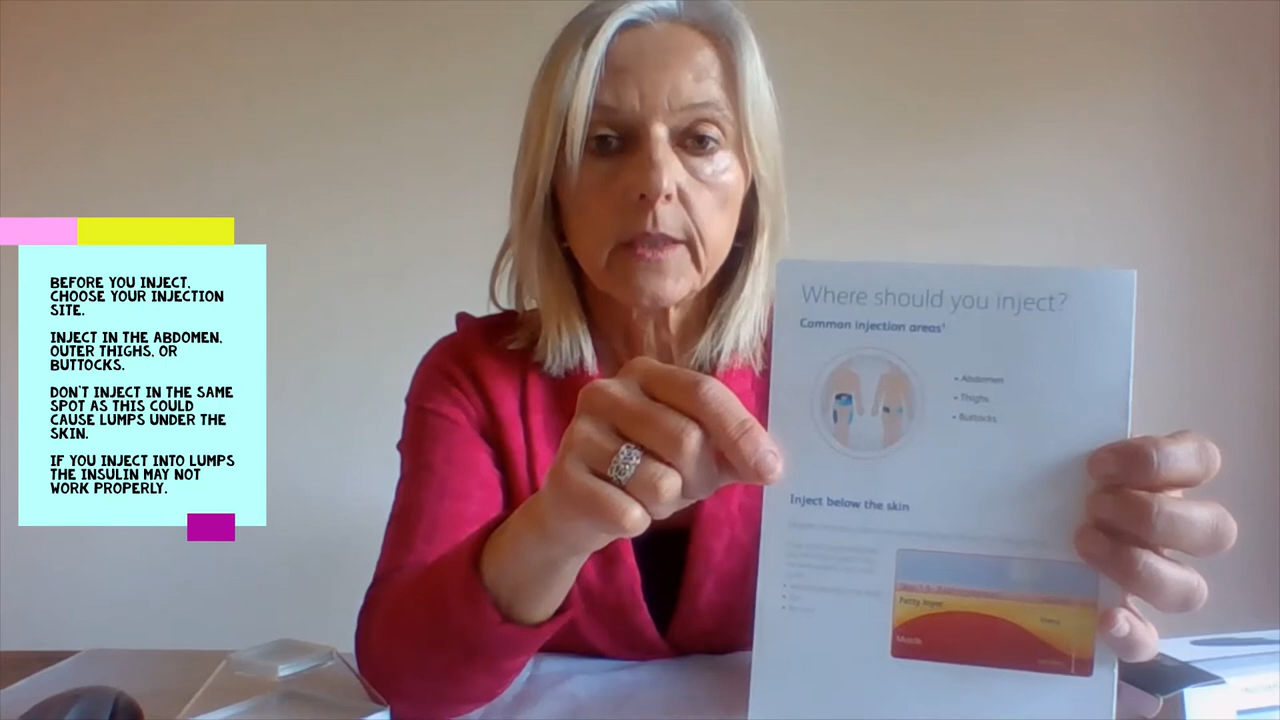 BEFORE YOU INJECT.
CHOOSE YOUR INJECTION
SITE.
INJECT IN THE ABDOMEN,
OUTER THIGHS, OR
BUTTOCKS.
DON'T INJECT IN THE SAME
SPOT AS THIS COULD
CAUSE LUMPS UNDER THE
SKIN.
IF YOU INJECT INTO LUMPS
THE INSULIN MAY NOT
WORK PROPERLY.
Where should you inject?
Common injection areas¹
• Abdomen
• Thighs
• Buttocks
Inject below the skin
Fatty layer
Muscle